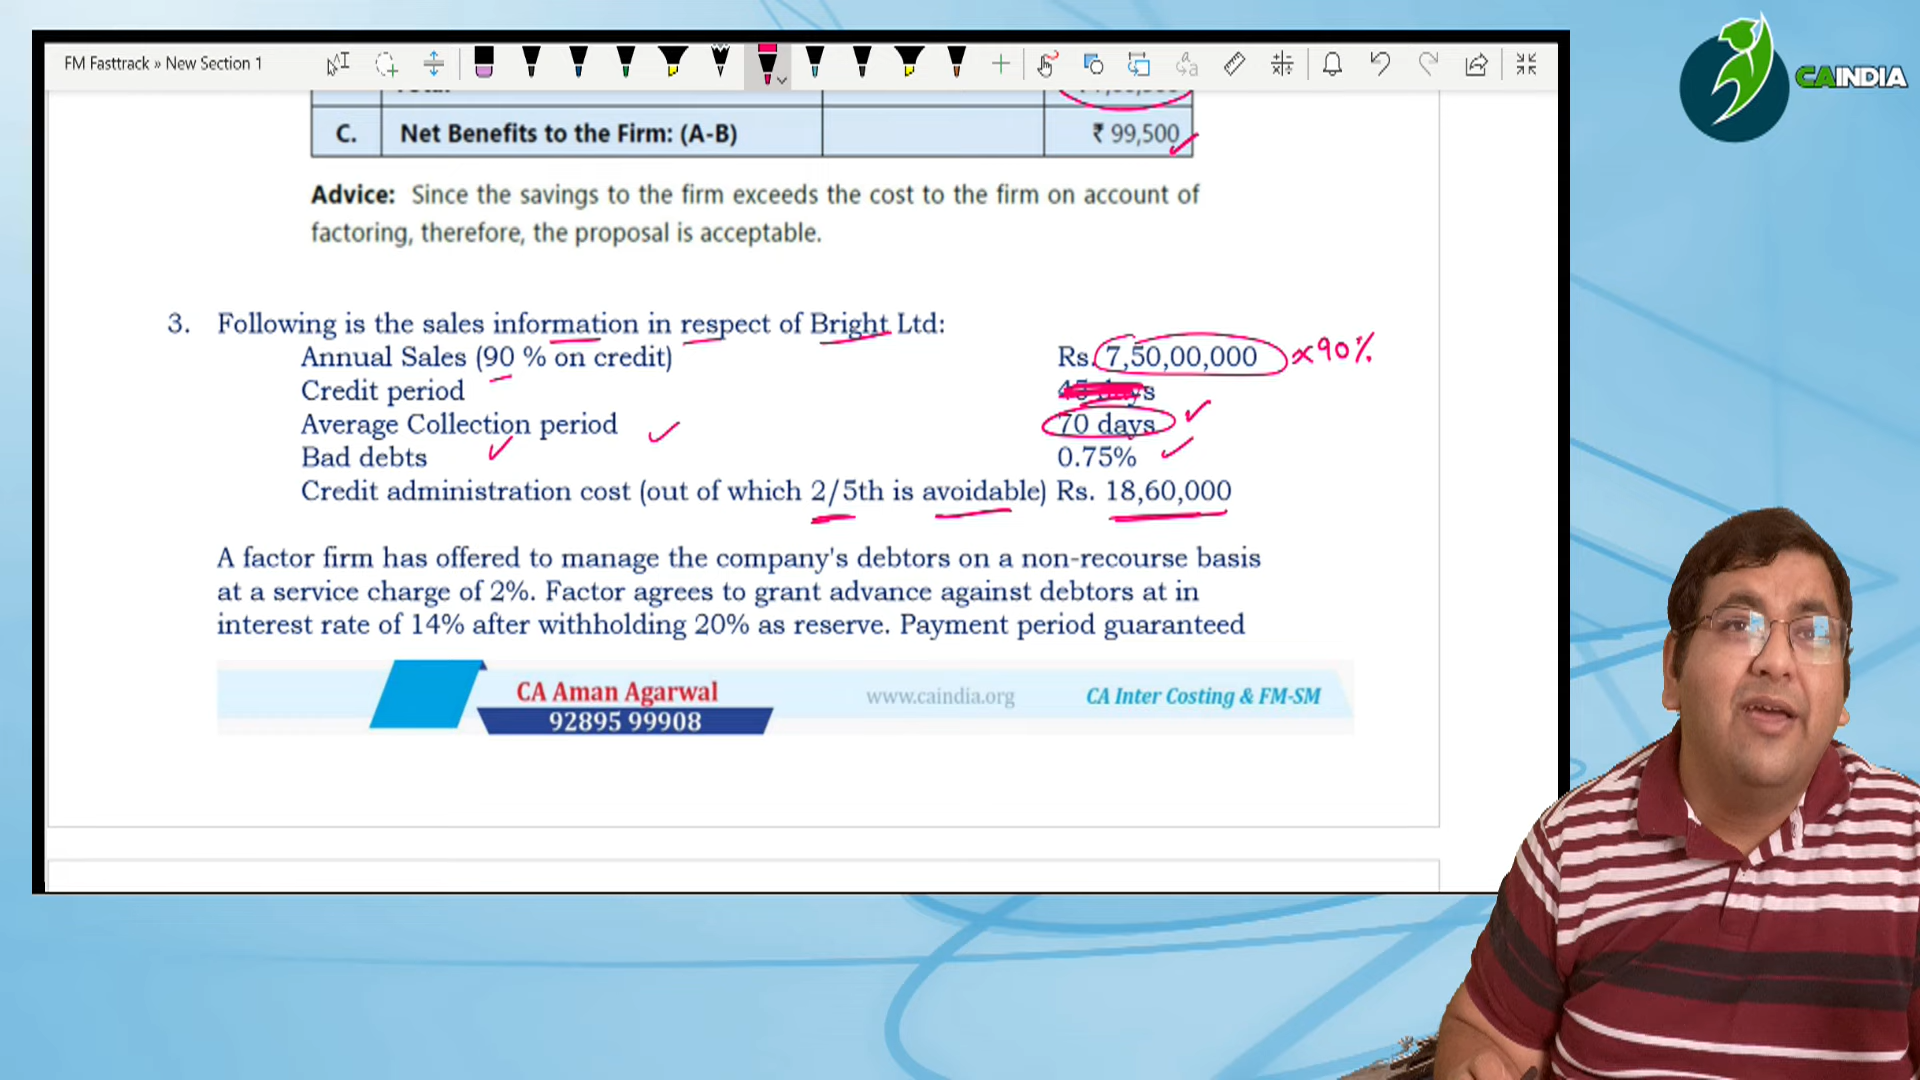 FM Fasttrack » New Section 1
CAINDIA
C. Net Benefits to the Firm: (A-B) ₹ 99,500
Advice: Since the savings to the firm exceeds the cost to the firm on account of
factoring, therefore, the proposal is acceptable.
3. Following is the sales information in respect of Bright Ltd:
Annual Sales (90 % on credit) Rs. 7,50,00,000 x90%
Credit period 45 days
Average Collection period 70 days
Bad debts 0.75%
Credit administration cost (out of which 2/5th is avoidable) Rs. 18,60,000
A factor firm has offered to manage the company's debtors on a non-recourse basis
at a service charge of 2%. Factor agrees to grant advance against debtors at in
interest rate of 14% after withholding 20% as reserve. Payment period guaranteed
CA Aman Agarwal
92895 99908
www.caindia.org
CA Inter Costing & FM-SM